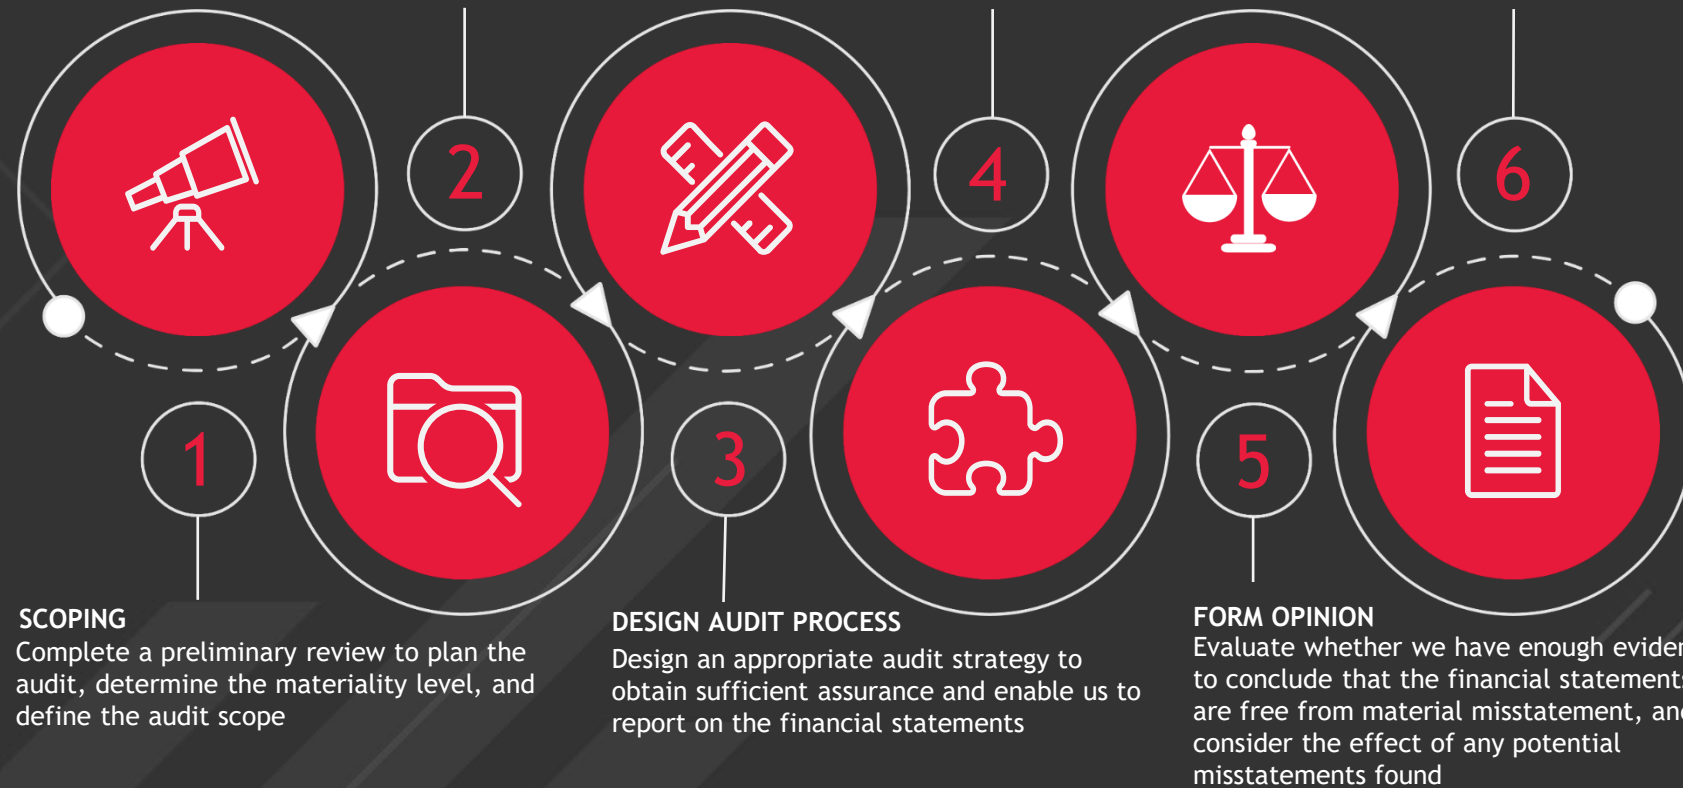 2
4
6
1
3
5
SCOPING
Complete a preliminary review to plan the
audit, determine the materiality level, and
define the audit scope
DESIGN AUDIT PROCESS
Design an appropriate audit strategy to
obtain sufficient assurance and enable us to
report on the financial statements
FORM OPINION
Evaluate whether we have enough
to conclude that the financial statements
are free from material misstatement,
consider the effect of any potential
misstatements found